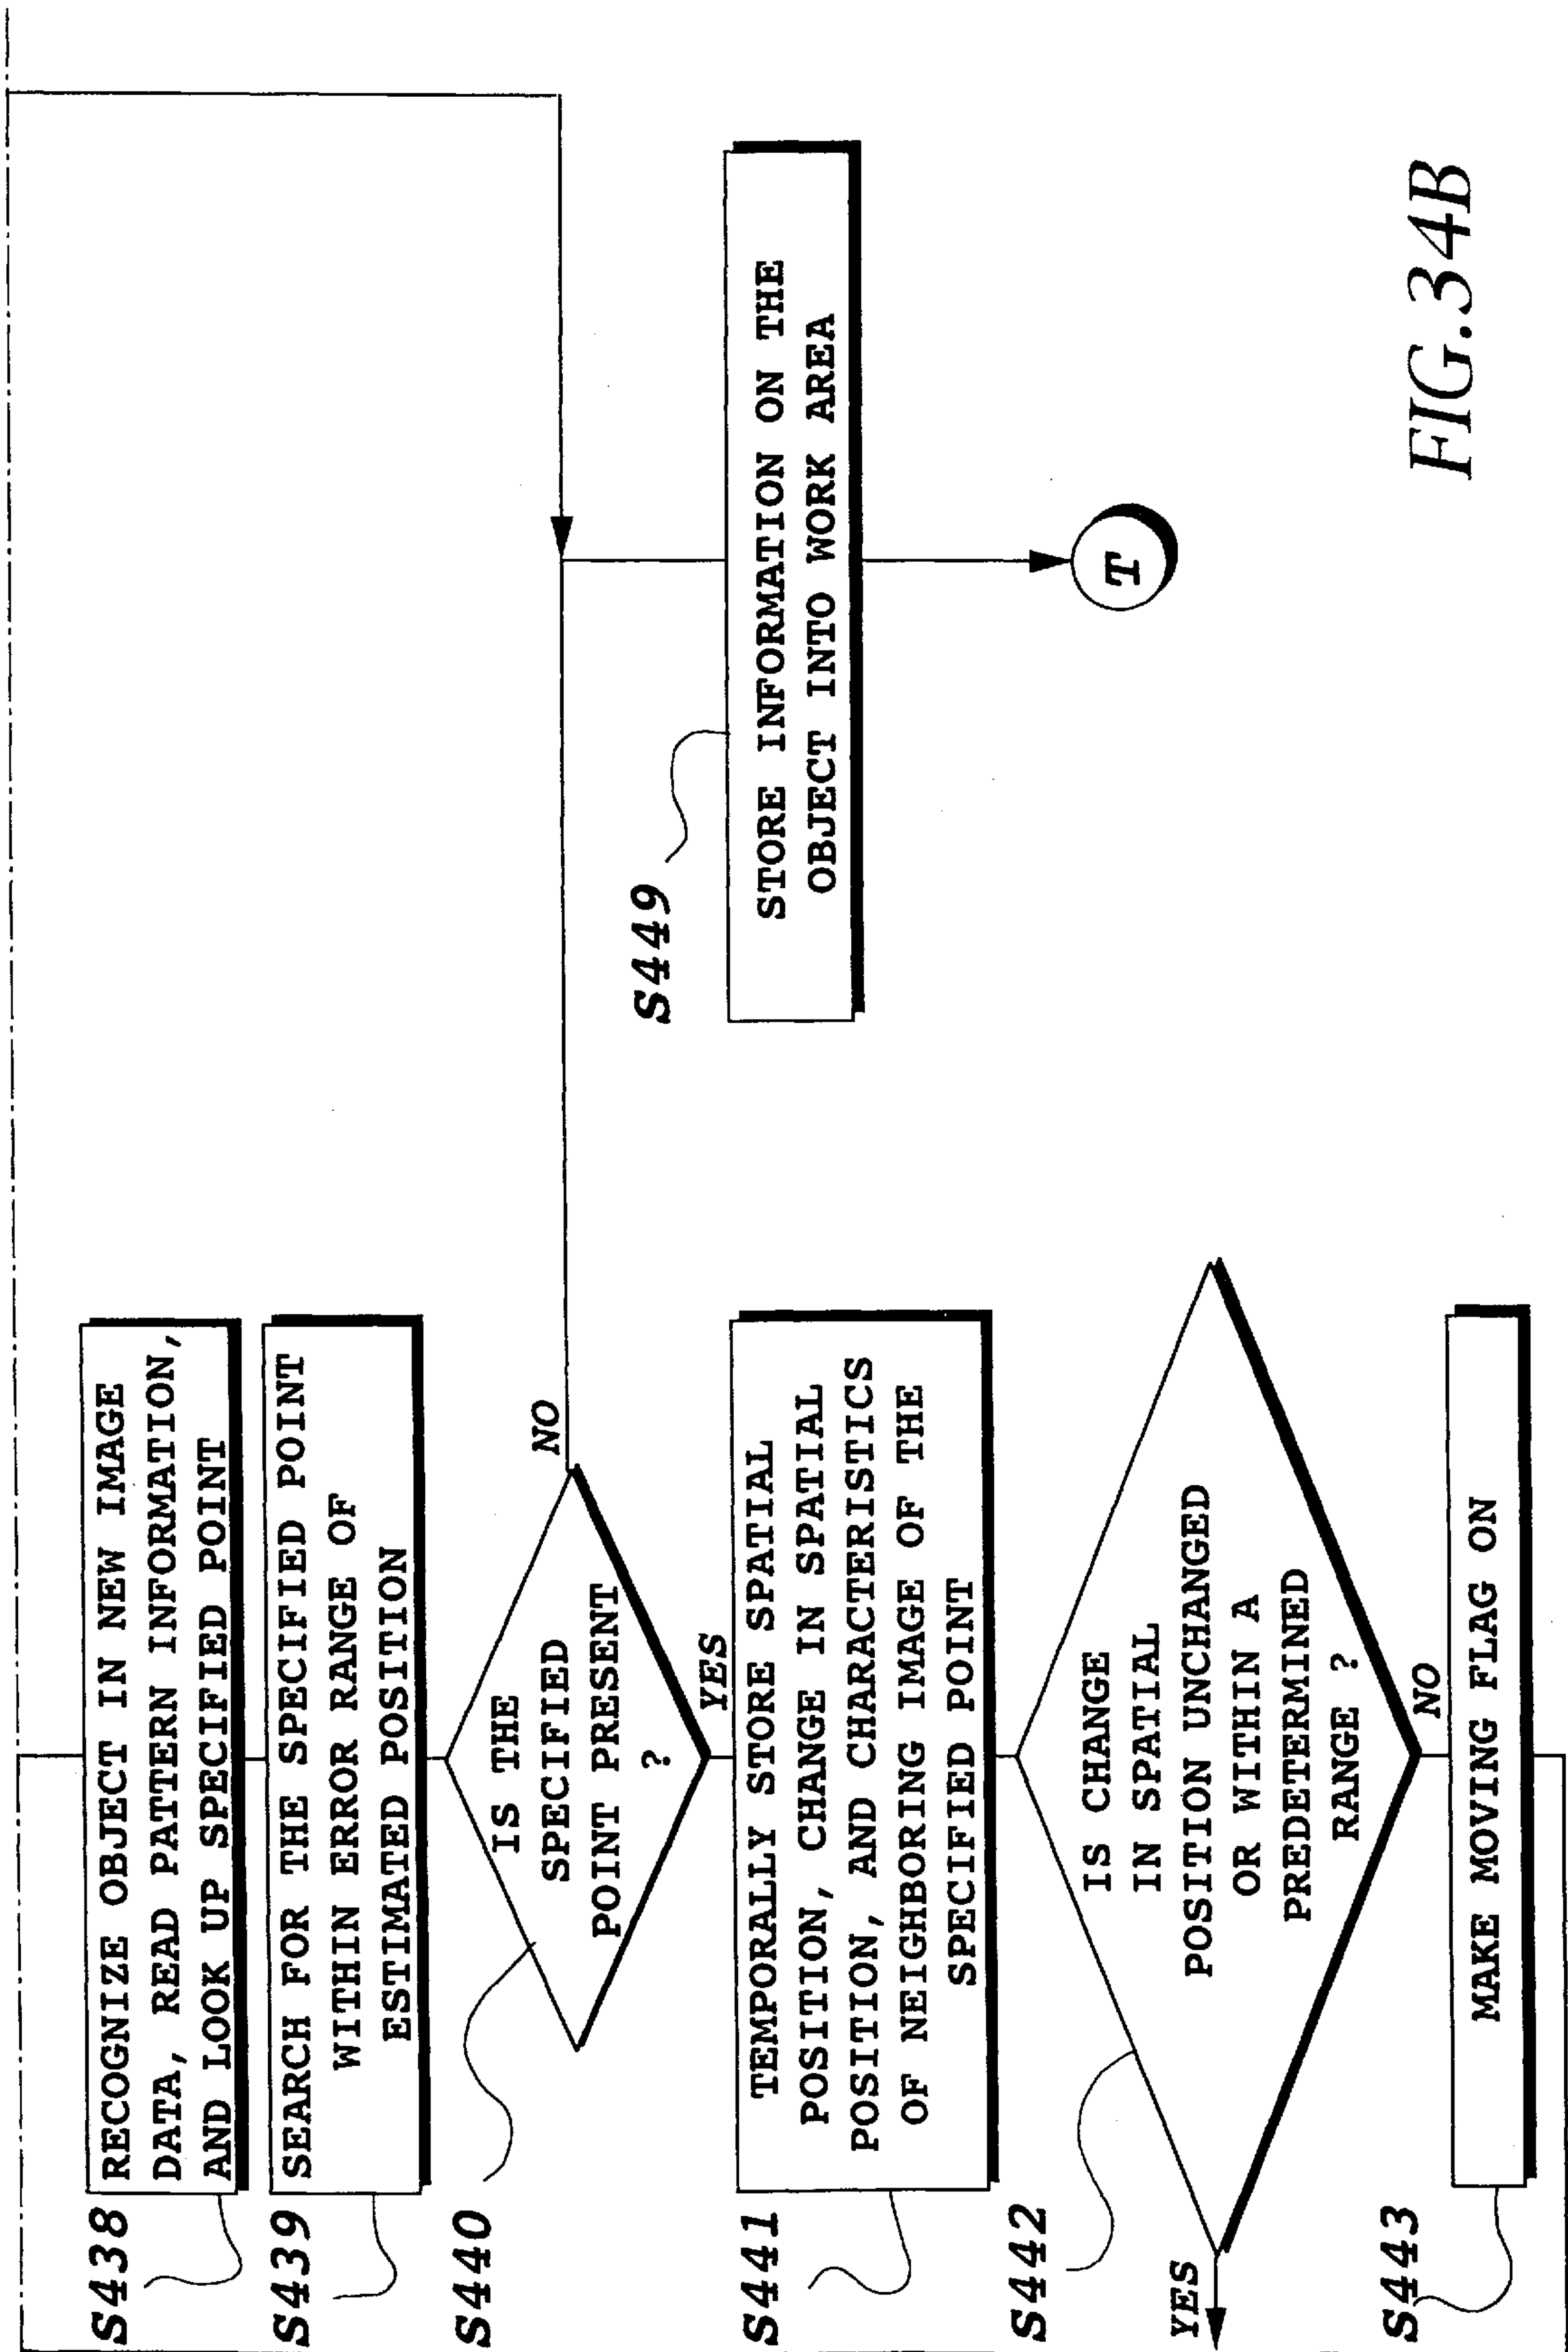 S438
RECOGNIZE OBJECT IN NEW IMAGE
DATA, READ PATTERN INFORMATION,
AND LOOK UP SPECIFIED POINT
S439
SEARCH FOR THE SPECIFIED POINT
WITHIN ERROR RANGE OF
ESTIMATED POSITION
S440
IS THE
SPECIFIED
POINT PRESENT
?
NO
YES
S441
TEMPORALLY STORE SPATIAL
POSITION, CHANGE IN SPATIAL
POSITION, AND CHARACTERISTICS
OF NEIGHBORING IMAGE OF THE
SPECIFIED POINT
S442
IS CHANGE
IN SPATIAL
POSITION UNCHANGED
OR WITHIN A
PREDETERMINED
RANGE ?
YES
NO
S443
MAKE MOVING FLAG ON
S449
STORE INFORMATION ON THE
OBJECT INTO WORK AREA
T
FIG.34B